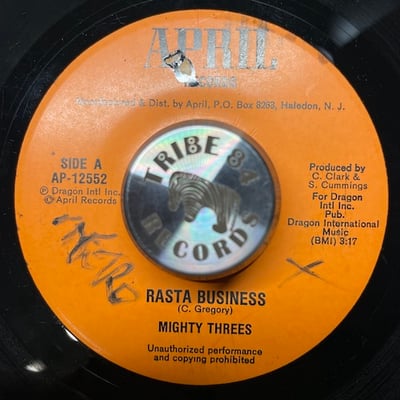 APRIL
RECORDS
& Dist. by April, P.O. Box 8263, Haledon, N. J.
SIDE A
AP-12552
Ⓟ Dragon Intl Inc.
© April Records
TRIBE 84
RECORDS
Produced by
C. Clark &
S. Cummings
For Dragon
Intl Inc.
Pub.
Dragon International
Music
(BMI) 3:17
RASTA BUSINESS
(C. Gregory)
MIGHTY THREES
Unauthorized performance
and copying prohibited